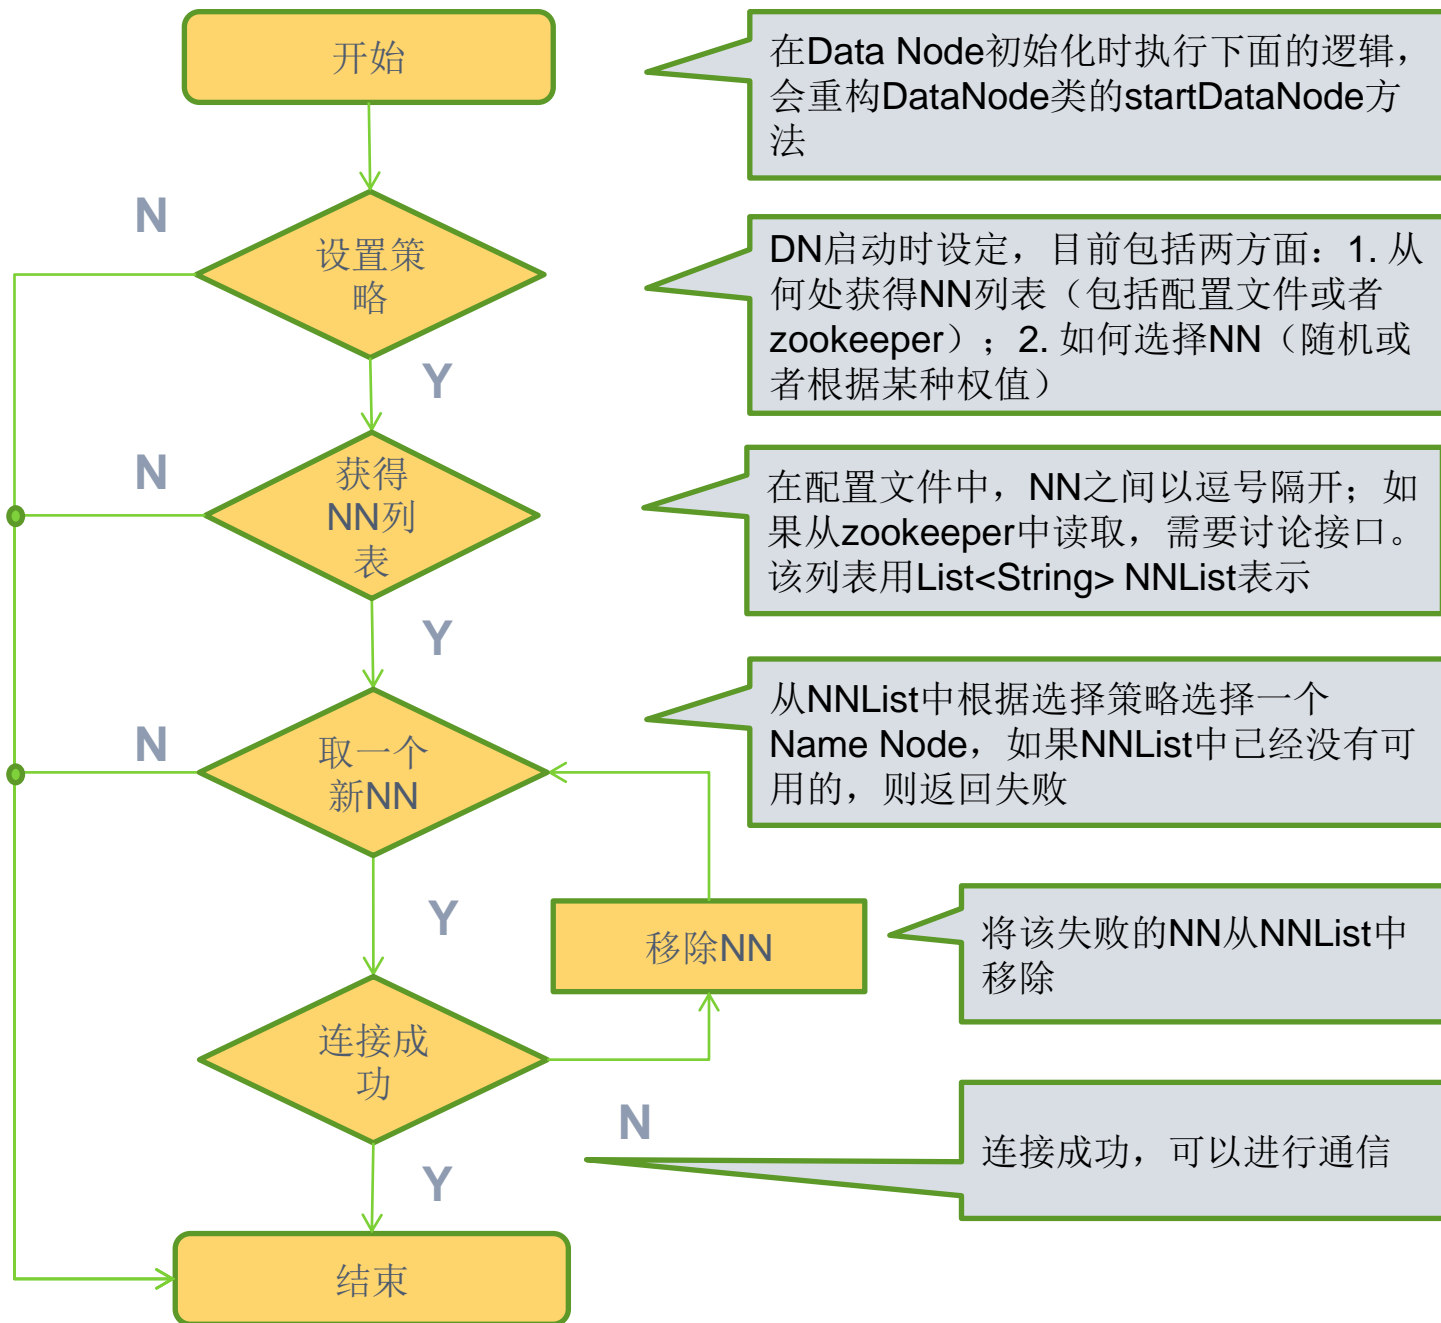 开始
在Data Node初始化时执行下面的逻辑，
会重构DataNode类的startDataNode方
法
N
设置策
略
DN启动时设定，目前包括两方面：1. 从
何处获得NN列表（包括配置文件或者
zookeeper）；2. 如何选择NN（随机或
者根据某种权值）
Y
N
获得
NN列
表
在配置文件中，NN之间以逗号隔开；如
果从zookeeper中读取，需要讨论接口。
该列表用List<String> NNList表示
Y
N
取一个
新NN
从NNList中根据选择策略选择一个
Name Node，如果NNList中已经没有可
用的，则返回失败
Y
移除NN
将该失败的NN从NNList中
移除
连接成
功
N
连接成功，可以进行通信
Y
结束